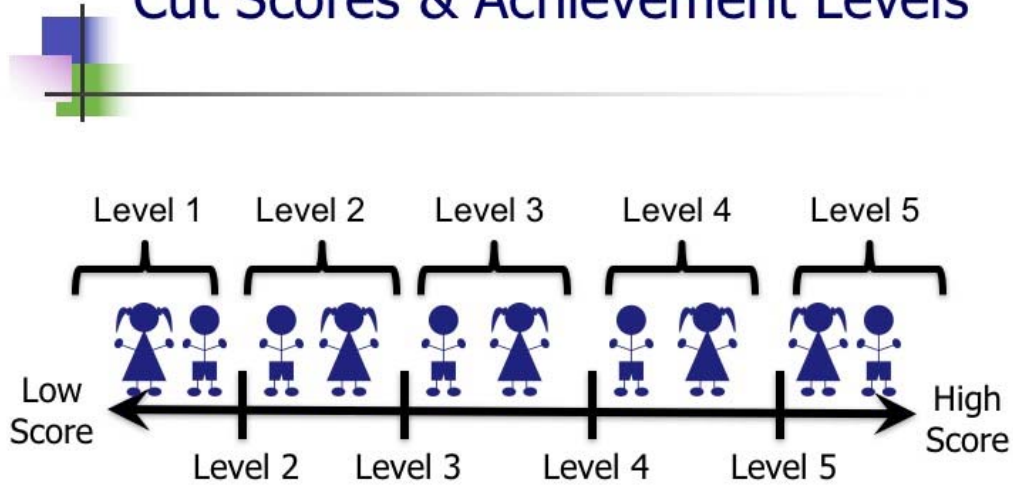 Cut Scores & Achievement Levels
Level 1 Level 2 Level 3 Level 4 Level 5
Low
Score
High
Score
Level 2 Level 3 Level 4 Level 5